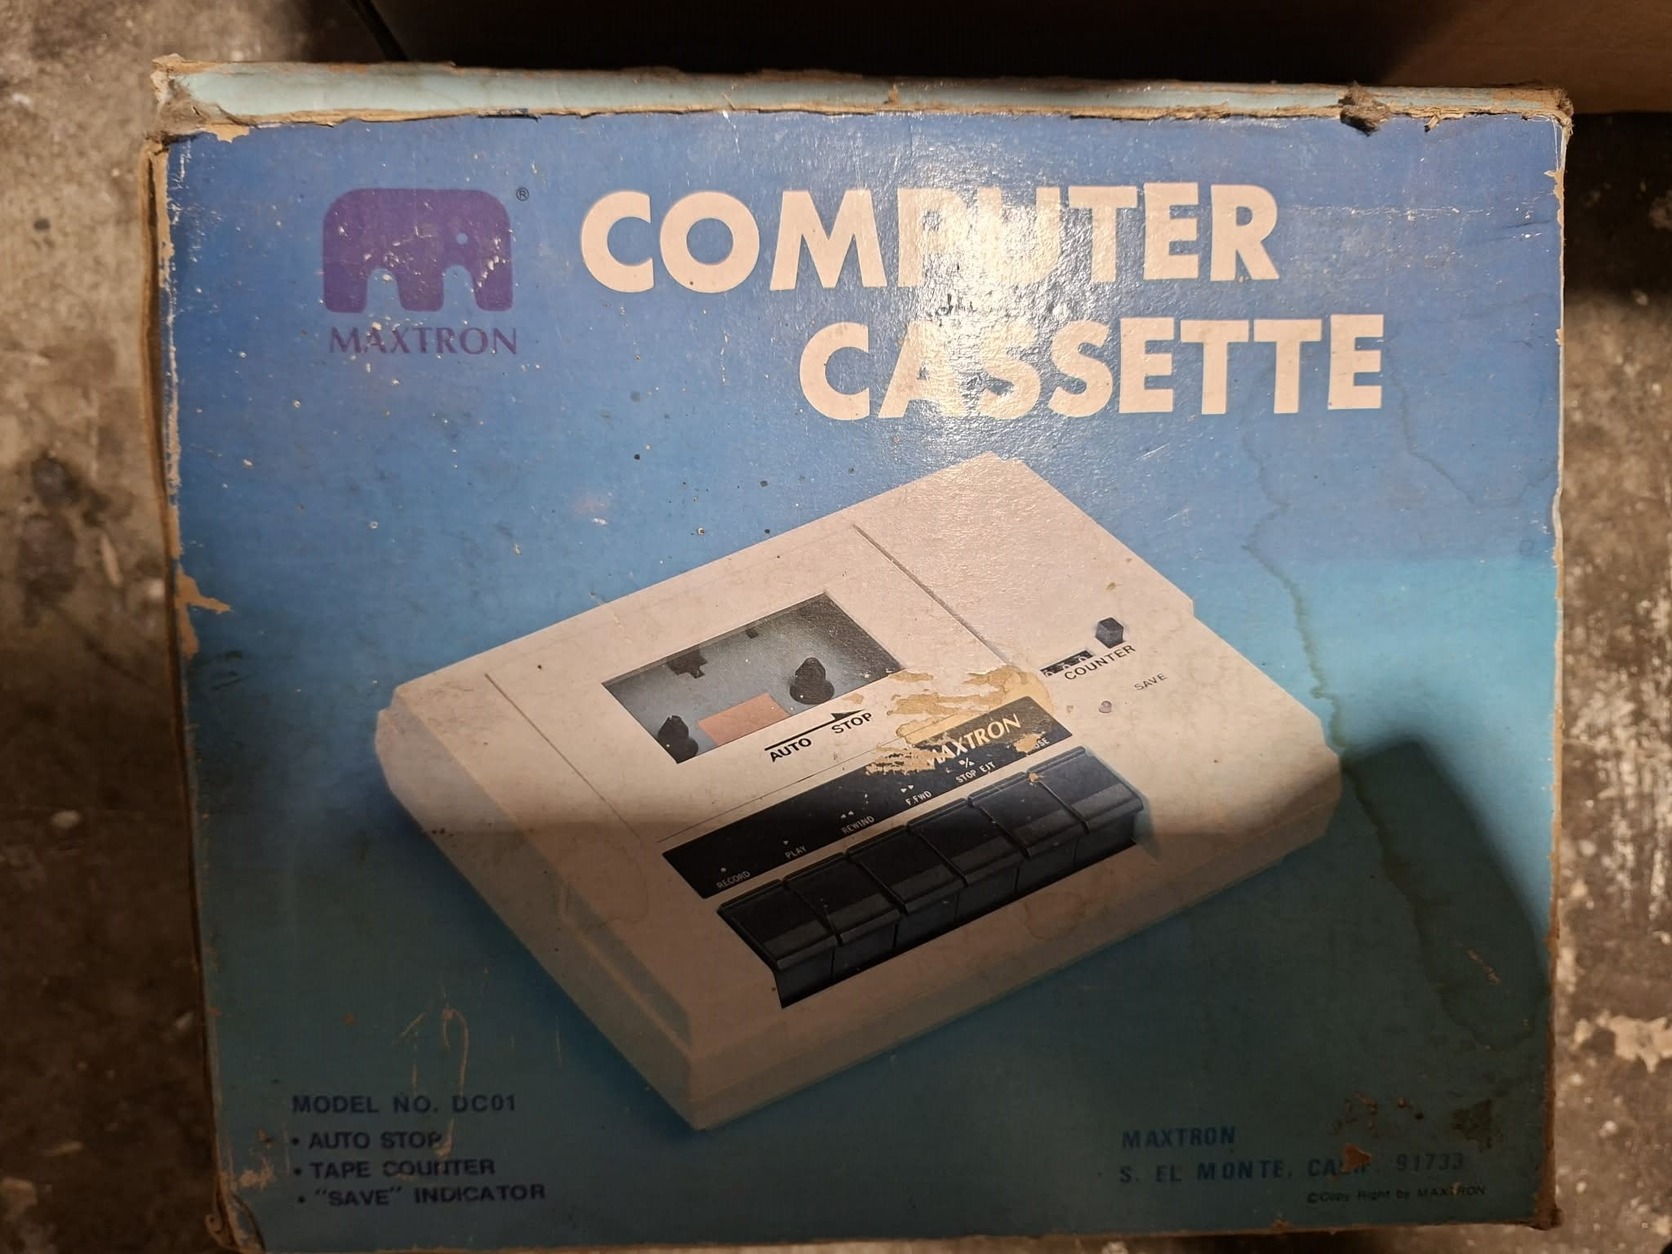 ®
COMPUTER
CASSETTE
MAXTRON
COUNTER
SAVE
AUTO STOP
MAXTRON
STOP EJT
F.FWD
REWIND
PLAY
RECORD
MODEL NO. DC01
• AUTO STOP
• TAPE COUNTER
• "SAVE" INDICATOR
MAXTRON
S. EL MONTE, CALIF. 91733
©Copy Right by MAXTRON